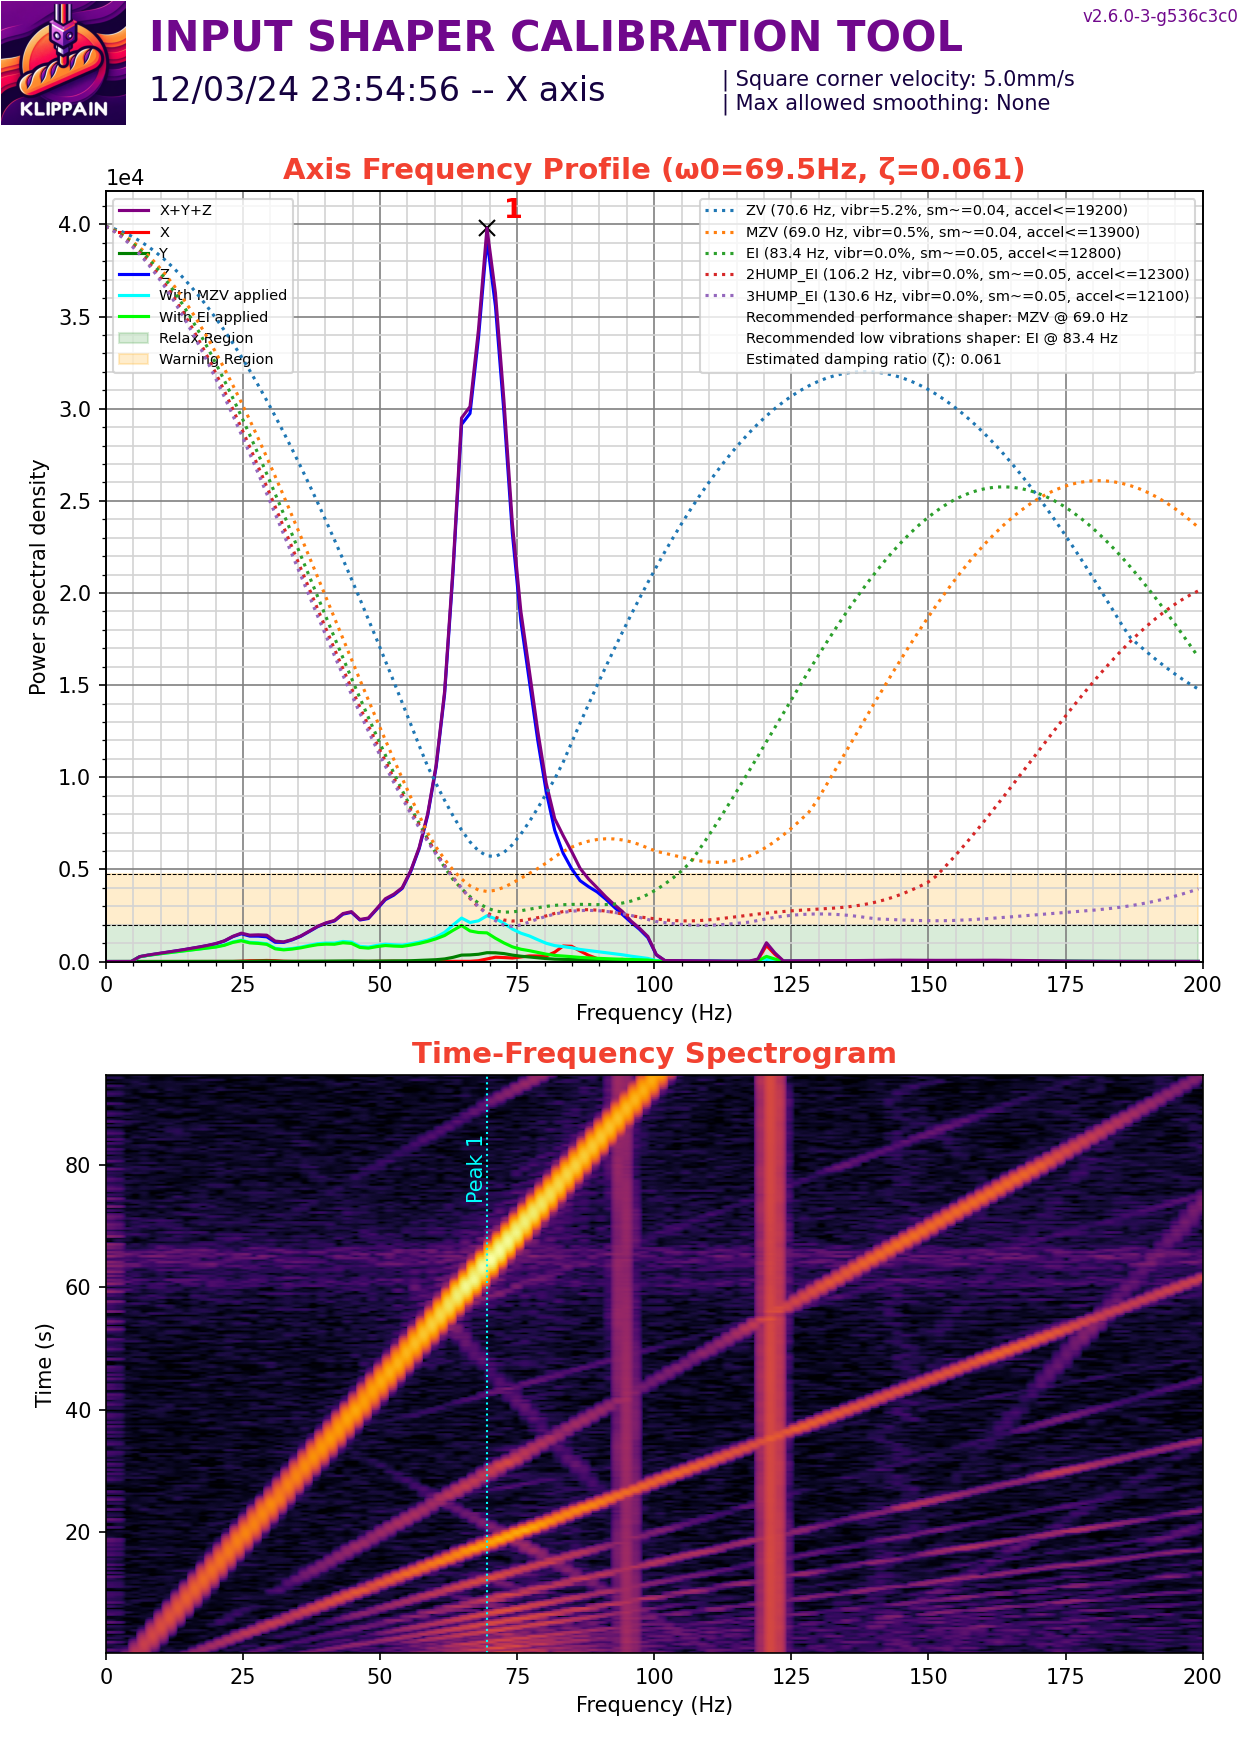 v2.6.0-3-g536c3c0
INPUT SHAPER CALIBRATION TOOL
12/03/24 23:54:56 -- X axis
| Square corner velocity: 5.0mm/s
| Max allowed smoothing: None
KLIPPAIN
Axis Frequency Profile (ω0=69.5Hz, ζ=0.061)
1e4
1
X+Y+Z
X
Y
Z
With MZV applied
With EI applied
Relax Region
Warning Region
ZV (70.6 Hz, vibr=5.2%, sm~=0.04, accel<=19200)
MZV (69.0 Hz, vibr=0.5%, sm~=0.04, accel<=13900)
EI (83.4 Hz, vibr=0.0%, sm~=0.05, accel<=12800)
2HUMP_EI (106.2 Hz, vibr=0.0%, sm~=0.05, accel<=12300)
3HUMP_EI (130.6 Hz, vibr=0.0%, sm~=0.05, accel<=12100)
Recommended performance shaper: MZV @ 69.0 Hz
Recommended low vibrations shaper: EI @ 83.4 Hz
Estimated damping ratio (ζ): 0.061
Power spectral density
4.0
3.5
3.0
2.5
2.0
1.5
1.0
0.5
0.0
0 25 50 75 100 125 150 175 200
Frequency (Hz)
Time-Frequency Spectrogram
Peak 1
Time (s)
80
60
40
20
0 25 50 75 100 125 150 175 200
Frequency (Hz)